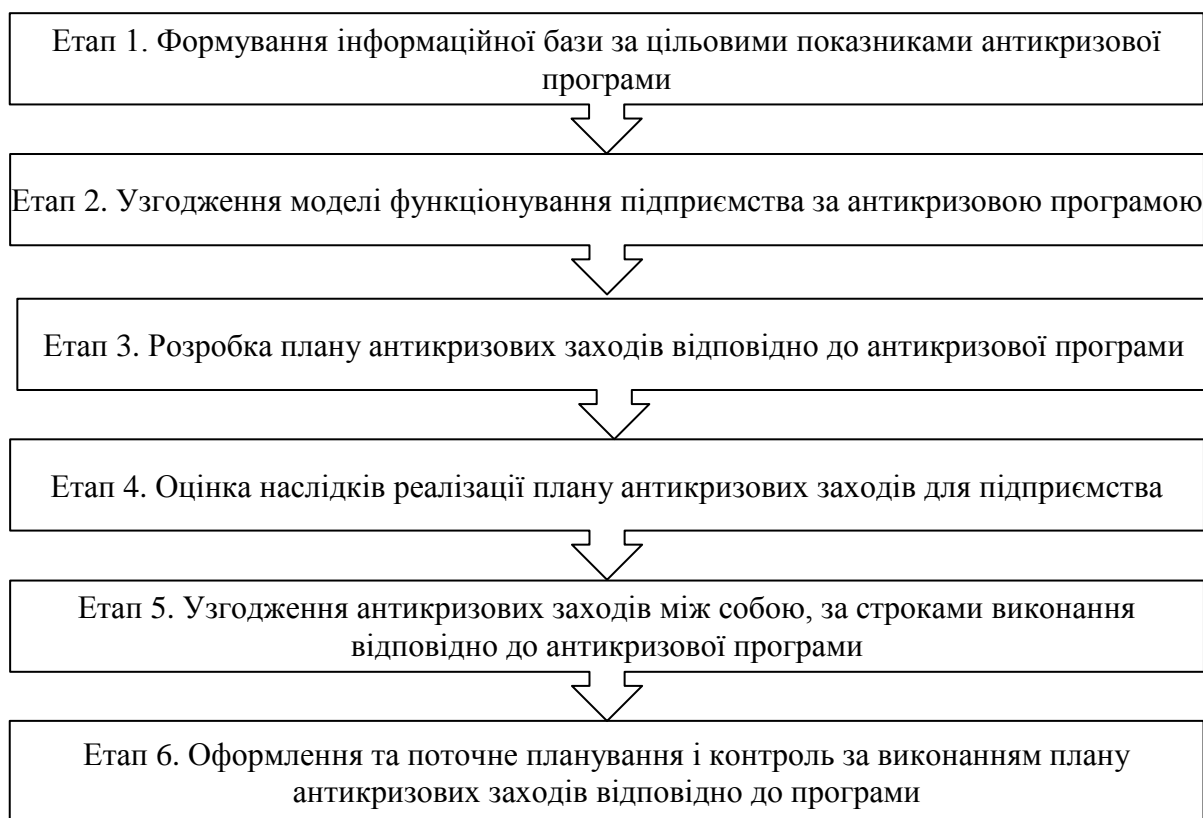 Етап 1. Формування інформаційної бази за цільовими показниками антикризової
програми
Етап 2. Узгодження моделі функціонування підприємства за антикризовою програмою
Етап 3. Розробка плану антикризових заходів відповідно до антикризової програми
Етап 4. Оцінка наслідків реалізації плану антикризових заходів для підприємства
Етап 5. Узгодження антикризових заходів між собою, за строками виконання
відповідно до антикризової програми
Етап 6. Оформлення та поточне планування і контроль за виконанням плану
антикризових заходів відповідно до програми